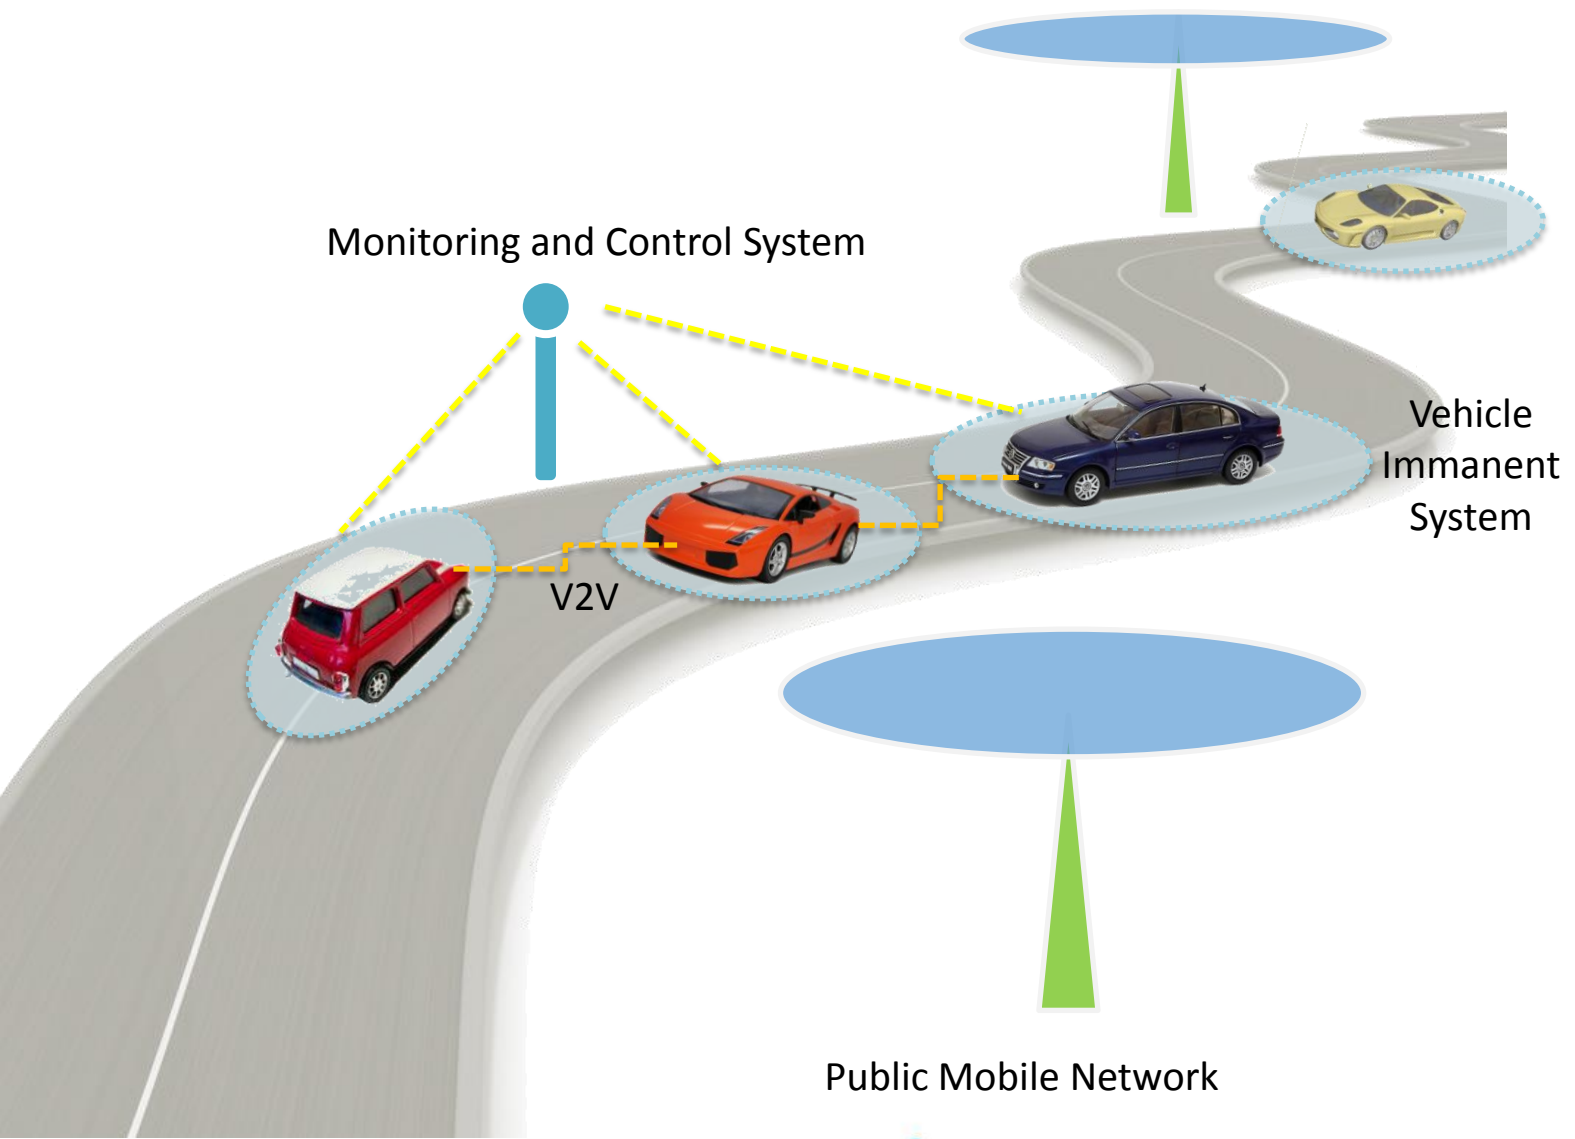 Monitoring and Control System
Vehicle
Immanent
System
V2V
Public Mobile Network